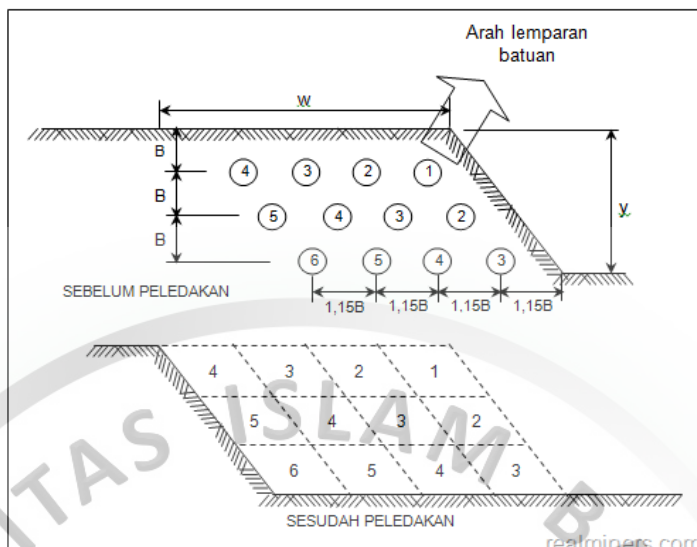 Arah lemparan
batuan
w
B
4 3 2 1
B
5 4 3 2
y
B
6 5 4 3
SEBELUM PELEDAKAN
1,15B 1,15B 1,15B 1,15B
4 3 2 1
5 4 3 2
6 5 4 3
SESUDAH PELEDAKAN
ITAS ISLAM B
realminers.com